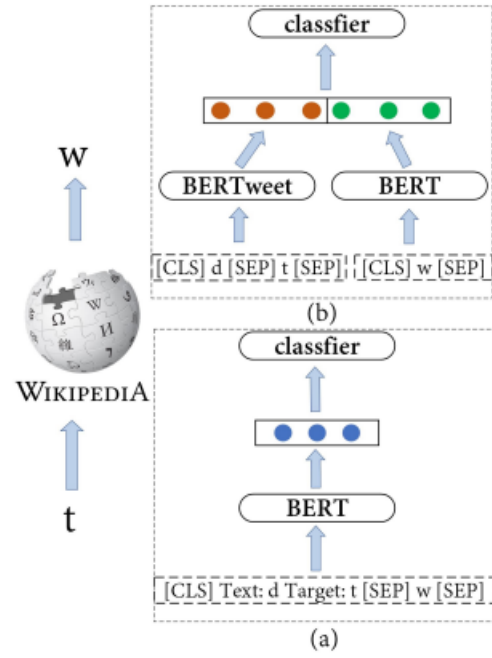 classfier
BERTweet
BERT
[CLS] d [SEP] t [SEP]
[CLS] w [SEP]
(b)
w
Ω
W
И
WIKIPEDIA
t
classfier
BERT
[CLS] Text: d Target: t [SEP] w [SEP]
(a)